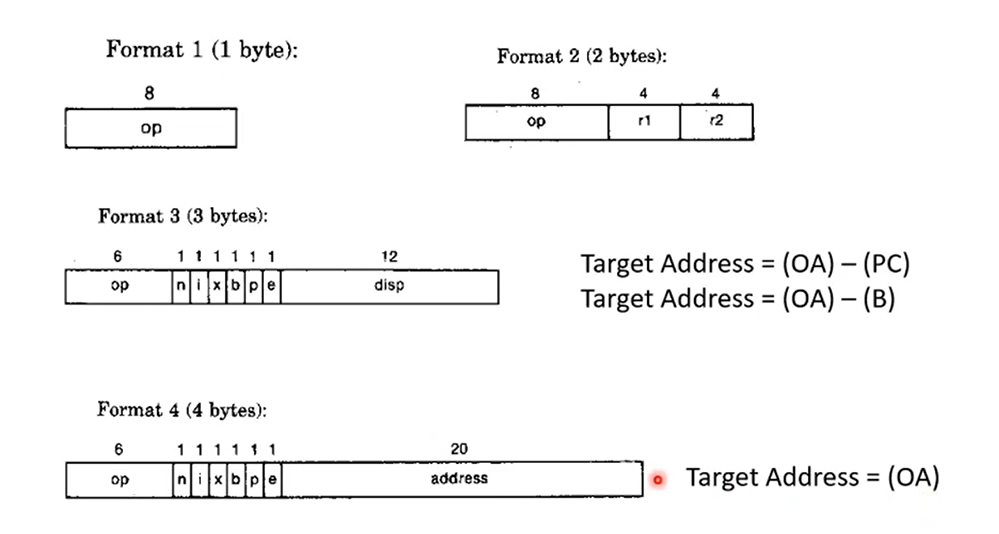 Format 1 (1 byte):
8
op
Format 2 (2 bytes):
8 4 4
op r1 r2
Format 3 (3 bytes):
6 1 1 1 1 1 1 12
op n i x b p e disp
Target Address = (OA) – (PC)
Target Address = (OA) – (B)
Format 4 (4 bytes):
6 1 1 1 1 1 1 20
op n i x b p e address
Target Address = (OA)